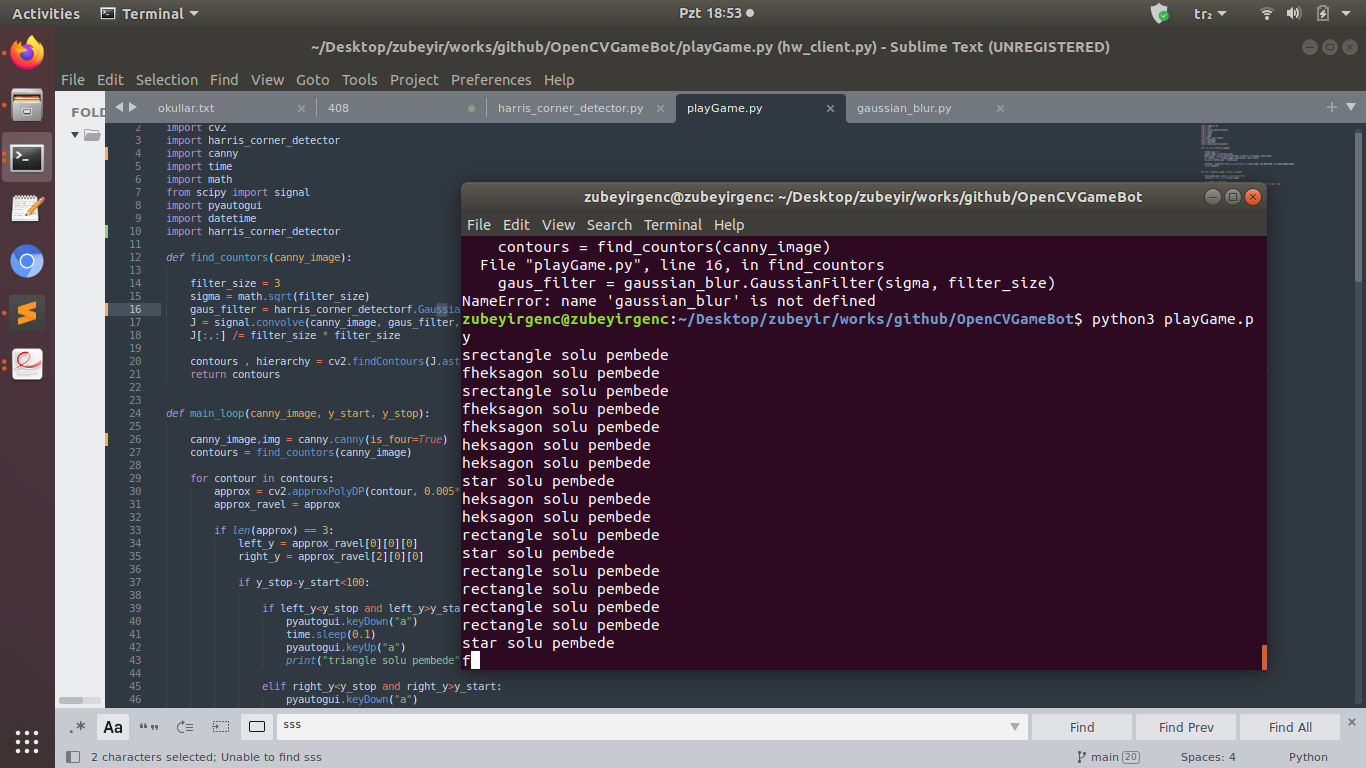 Activities
Terminal
Pzt 18:53
tr₂
~/Desktop/zubeyir/works/github/OpenCVGameBot/playGame.py (hw_client.py) - Sublime Text (UNREGISTERED)
File Edit Selection Find View Goto Tools Project Preferences Help
FOLD
okullar.txt
408
harris_corner_detector.py
playGame.py
gaussian_blur.py
2 import cv2
3 import harris_corner_detector
4 import canny
5 import time
6 import math
7 from scipy import signal
8 import pyautogui
9 import datetime
10 import harris_corner_detector
11
12 def find_countors(canny_image):
13
14 filter_size = 3
15 sigma = math.sqrt(filter_size)
16 gaus_filter = harris_corner_detectorf.Gaussia
17 J = signal.convolve(canny_image, gaus_filter,
18 J[:,:] /= filter_size * filter_size
19
20 contours , hierarchy = cv2.findContours(J.ast
21 return contours
22
23
24 def main_loop(canny_image, y_start, y_stop):
25
26 canny_image,img = canny.canny(is_four=True)
27 contours = find_countors(canny_image)
28
29 for contour in contours:
30 approx = cv2.approxPolyDP(contour, 0.005*
31 approx_ravel = approx
32
33 if len(approx) == 3:
34 left_y = approx_ravel[0][0][0]
35 right_y = approx_ravel[2][0][0]
36
37 if y_stop-y_start<100:
38
39 if left_y<y_stop and left_y>y_sta
40 pyautogui.keyDown("a")
41 time.sleep(0.1)
42 pyautogui.keyUp("a")
43 print("triangle solu pembede"
44
45 elif right_y<y_stop and right_y>y_start:
46 pyautogui.keyDown("a")
zubeyirgenc@zubeyirgenc: ~/Desktop/zubeyir/works/github/OpenCVGameBot
File Edit View Search Terminal Help
contours = find_countors(canny_image)
File "playGame.py", line 16, in find_countors
gaus_filter = gaussian_blur.GaussianFilter(sigma, filter_size)
NameError: name 'gaussian_blur' is not defined
zubeyirgenc@zubeyirgenc:~/Desktop/zubeyir/works/github/OpenCVGameBot$ python3 playGame.p
y
srectangle solu pembede
fheksagon solu pembede
srectangle solu pembede
fheksagon solu pembede
fheksagon solu pembede
heksagon solu pembede
heksagon solu pembede
star solu pembede
heksagon solu pembede
heksagon solu pembede
rectangle solu pembede
star solu pembede
rectangle solu pembede
rectangle solu pembede
rectangle solu pembede
rectangle solu pembede
star solu pembede
f
.* Aa “” sss Find Find Prev Find All
2 characters selected; Unable to find sss
main 20
Spaces: 4
Python